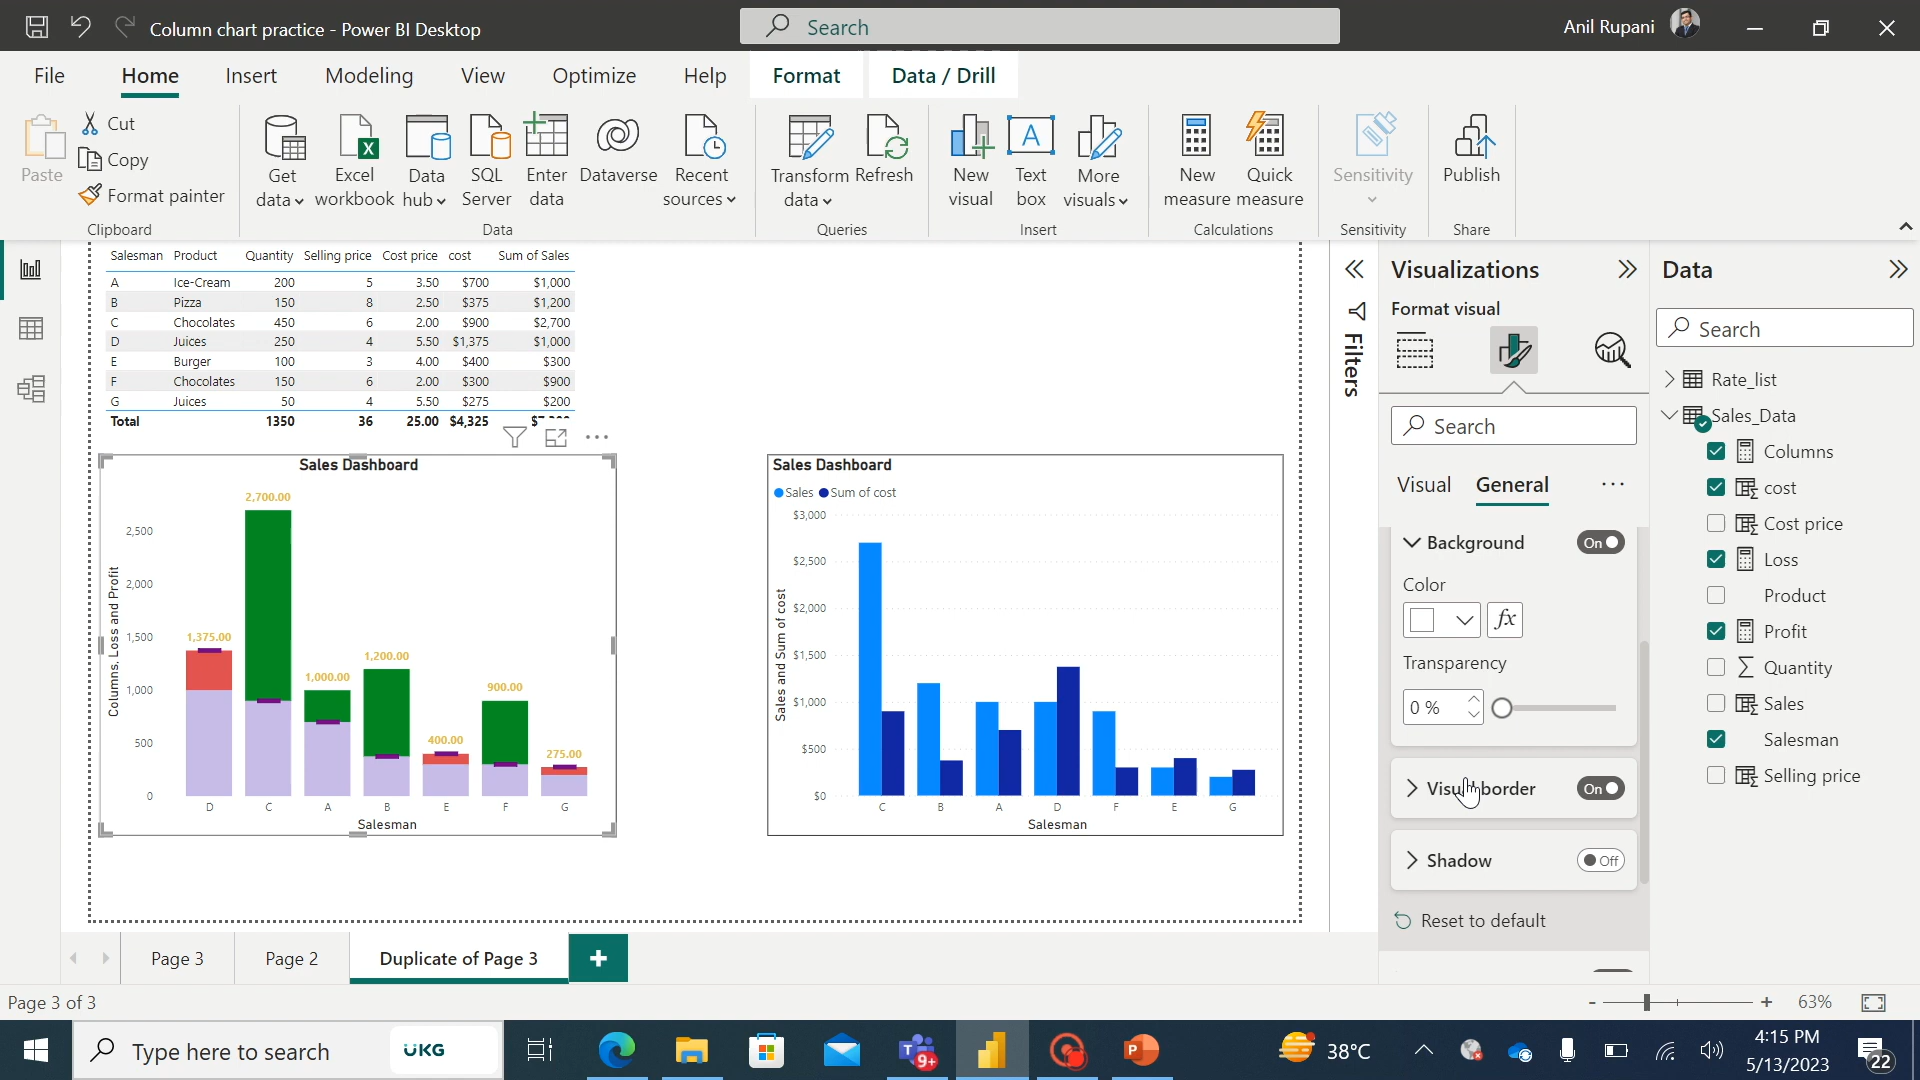 Column chart practice - Power BI Desktop
Search
Anil Rupani
File Home Insert Modeling View Optimize Help Format Data / Drill
Paste
Cut
Copy
Format painter
Clipboard
Get data
Excel workbook
Data hub
SQL Server
Enter data
Dataverse
Recent sources
Data
Transform data
Refresh
Queries
New visual
Text box
More visuals
Insert
New measure
Quick measure
Calculations
Sensitivity
Sensitivity
Publish
Share
Salesman Product Quantity Selling price Cost price cost Sum of Sales
A Ice-Cream 200 5 3.50 $700 $1,000
B Pizza 150 8 2.50 $375 $1,200
C Chocolates 450 6 2.00 $900 $2,700
D Juices 250 4 5.50 $1,375 $1,000
E Burger 100 3 4.00 $400 $300
F Chocolates 150 6 2.00 $300 $900
G Juices 50 4 5.50 $275 $200
Total 1350 36 25.00 $4,325
Sales Dashboard
Columns, Loss and Profit
2,500
2,000
1,500
1,000
500
0
1,375.00
2,700.00
1,000.00
1,200.00
400.00
900.00
275.00
D C A B E F G
Salesman
Sales Dashboard
Sales Sum of cost
Sales and Sum of cost
$3,000
$2,500
$2,000
$1,500
$1,000
$500
$0
C B A D F E G
Salesman
Filters
Visualizations
Format visual
Search
Visual General ...
Background On
Color
fx
Transparency
0 %
Visual border On
Shadow Off
Reset to default
Data
Search
Rate_list
Sales_Data
Columns
cost
Cost price
Loss
Product
Profit
Quantity
Sales
Salesman
Selling price
Page 3 Page 2 Duplicate of Page 3 +
Page 3 of 3
- + 63%
Type here to search
UKG
9+
38°C
4:15 PM
5/13/2023
22